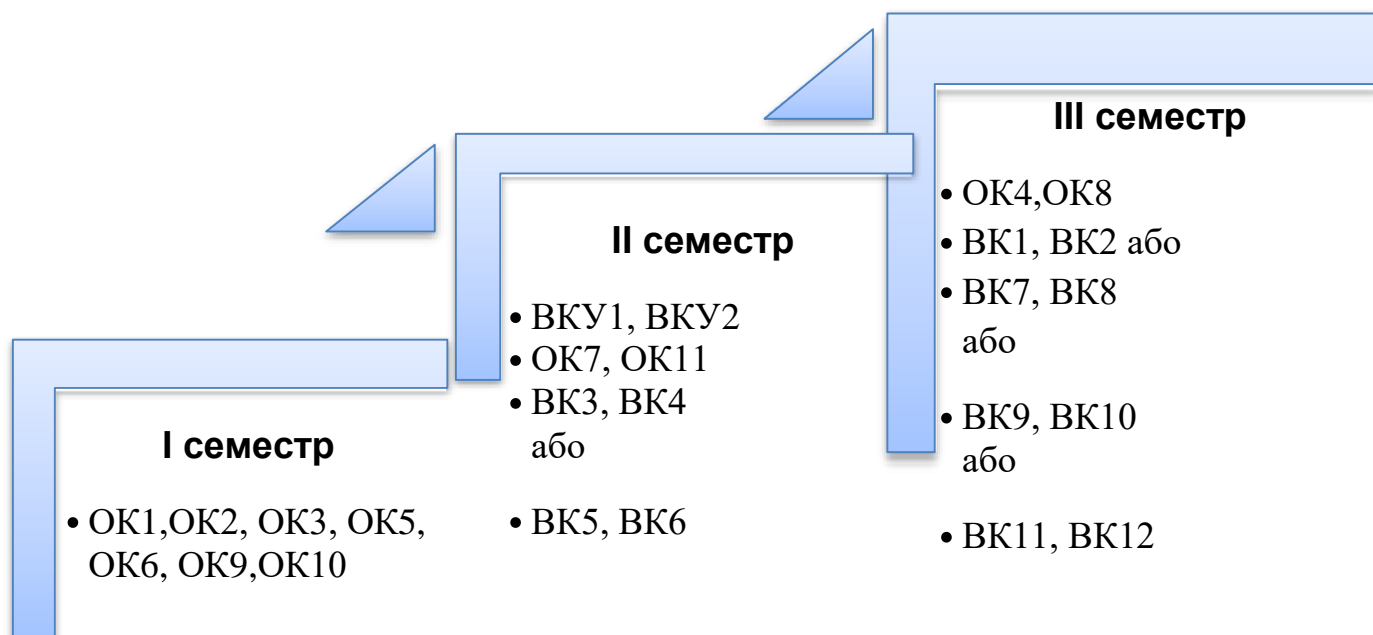 I семестр
• ОК1,ОК2, ОК3, ОК5,
ОК6, ОК9,ОК10
II семестр
• ВКУ1, ВКУ2
• ОК7, ОК11
• ВК3, ВК4
або
• ВК5, ВК6
III семестр
• ОК4,ОК8
• ВК1, ВК2 або
• ВК7, ВК8
або
• ВК9, ВК10
або
• ВК11, ВК12